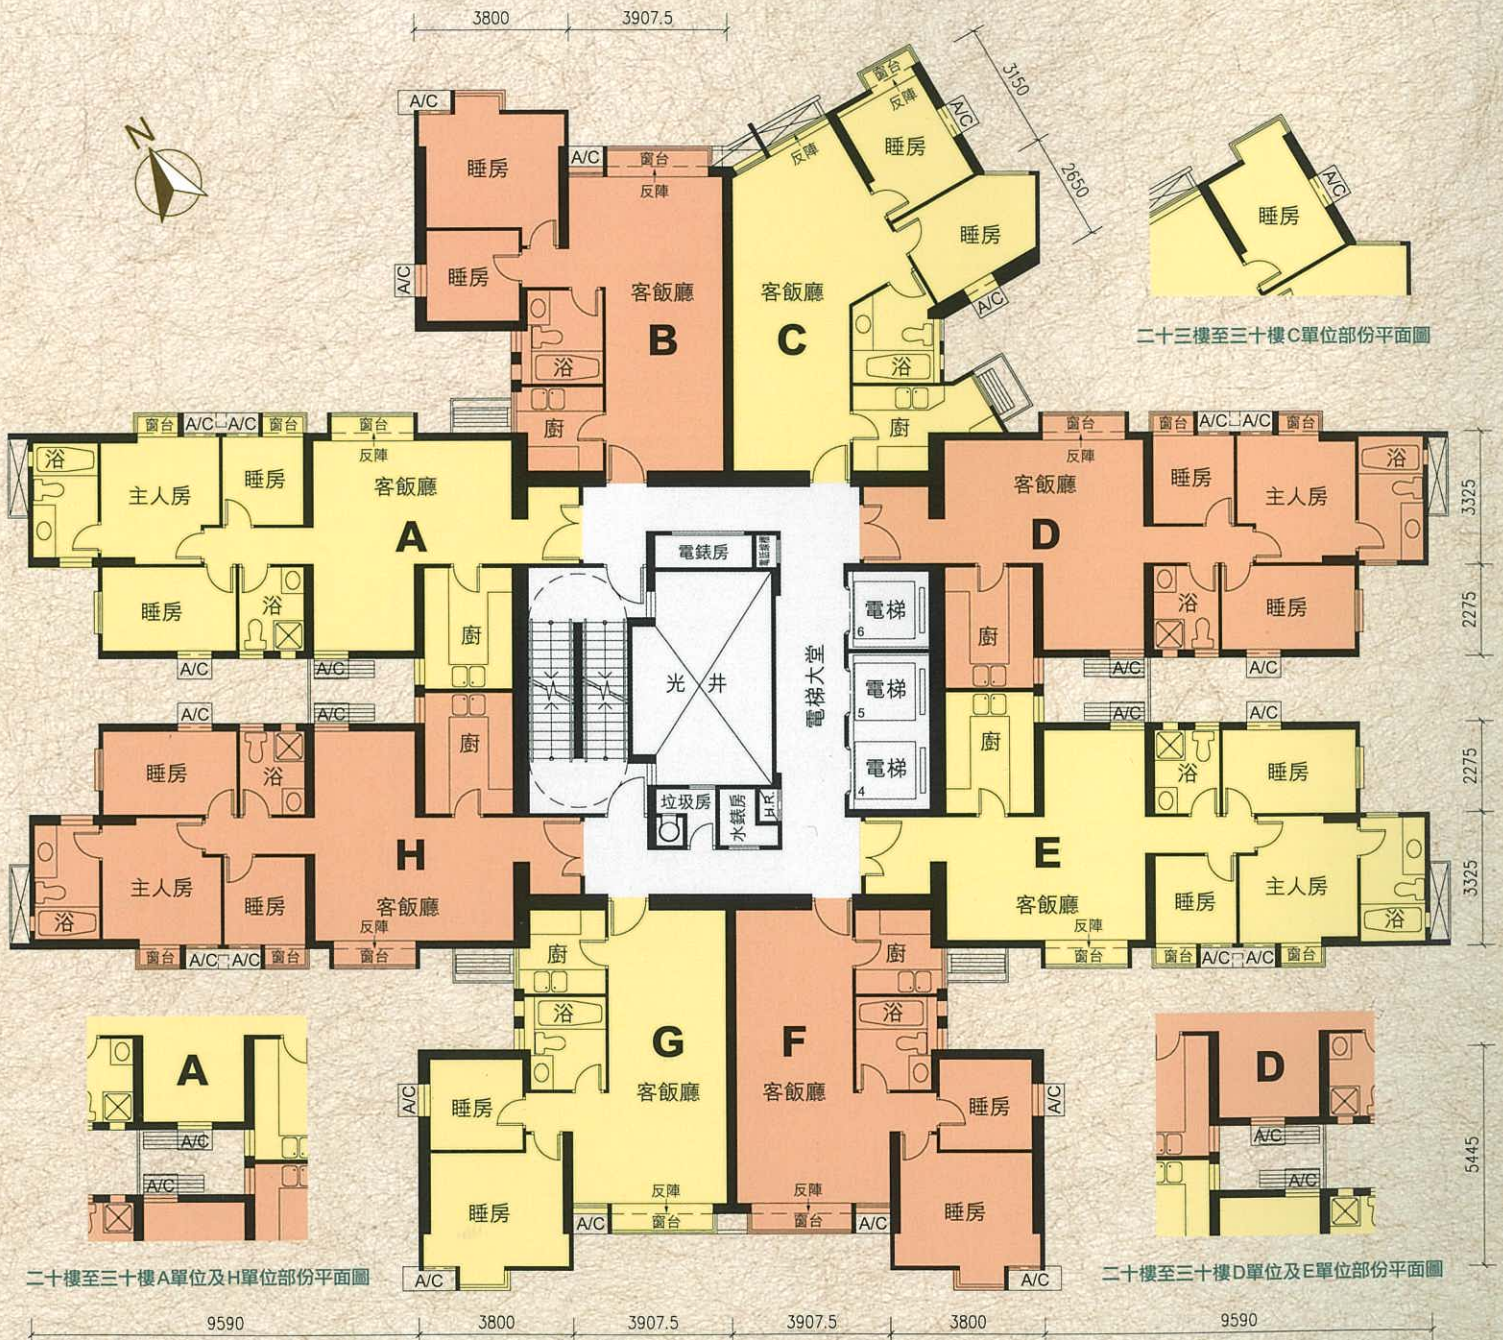 3800
3907.5
N
3150
2650
A/C
睡房
A/C
窗台
反陣
睡房
A/C
客飯廳
B
浴
廚
窗台
反陣
A/C
睡房
反陣
睡房
A/C
客飯廳
C
浴
廚
睡房
A/C
二十三樓至三十樓C單位部份平面圖
窗台
A/C
A/C
窗台
窗台
反陣
浴
主人房
睡房
客飯廳
A
睡房
浴
廚
A/C
A/C
窗台
反陣
窗台
A/C
A/C
窗台
客飯廳
D
睡房
主人房
浴
廚
浴
睡房
A/C
A/C
3325
2275
2275
3325
電錶房
光井
電梯大堂
電梯
6
電梯
5
電梯
4
垃圾房
水錶房
H.R.
A/C
A/C
睡房
浴
廚
主人房
睡房
浴
H
客飯廳
反陣
窗台
A/C
A/C
窗台
窗台
A/C
A/C
廚
浴
睡房
E
客飯廳
反陣
睡房
主人房
浴
窗台
窗台
A/C
A/C
窗台
廚
浴
G
客飯廳
A/C
睡房
睡房
反陣
窗台
A/C
A/C
廚
浴
F
客飯廳
睡房
A/C
睡房
反陣
窗台
A/C
A/C
A
A/C
A/C
二十樓至三十樓A單位及H單位部份平面圖
D
A/C
A/C
二十樓至三十樓D單位及E單位部份平面圖
5445
9590
3800
3907.5
3907.5
3800
9590